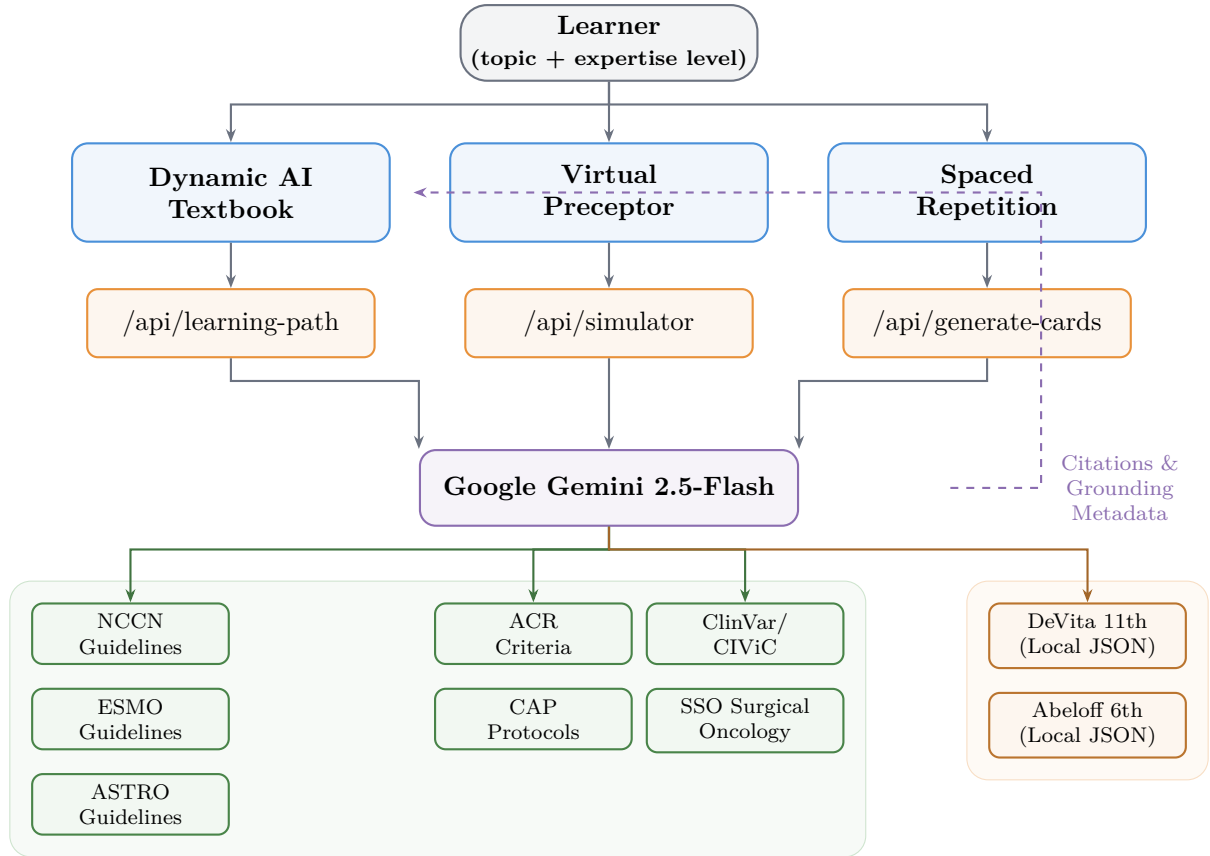 Learner
(topic + expertise level)
Dynamic AI
Textbook
Virtual
Preceptor
Spaced
Repetition
/api/learning-path
/api/simulator
/api/generate-cards
Google Gemini 2.5-Flash
Citations &
Grounding
Metadata
NCCN
Guidelines
ACR
Criteria
ClinVar/
CIViC
DeVita 11th
(Local JSON)
ESMO
Guidelines
CAP
Protocols
SSO Surgical
Oncology
Abeloff 6th
(Local JSON)
ASTRO
Guidelines